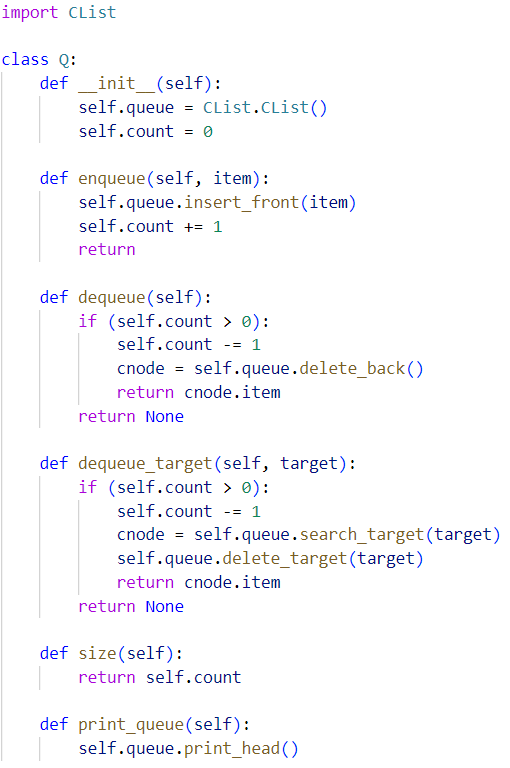 import CList
class Q:
    def __init__(self):
        self.queue = CList.CList()
        self.count = 0
    def enqueue(self, item):
        self.queue.insert_front(item)
        self.count += 1
        return
    def dequeue(self):
        if (self.count > 0):
            self.count -= 1
            cnode = self.queue.delete_back()
            return cnode.item
        return None
    def dequeue_target(self, target):
        if (self.count > 0):
            self.count -= 1
            cnode = self.queue.search_target(target)
            self.queue.delete_target(target)
            return cnode.item
        return None
    def size(self):
        return self.count
    def print_queue(self):
        self.queue.print_head()